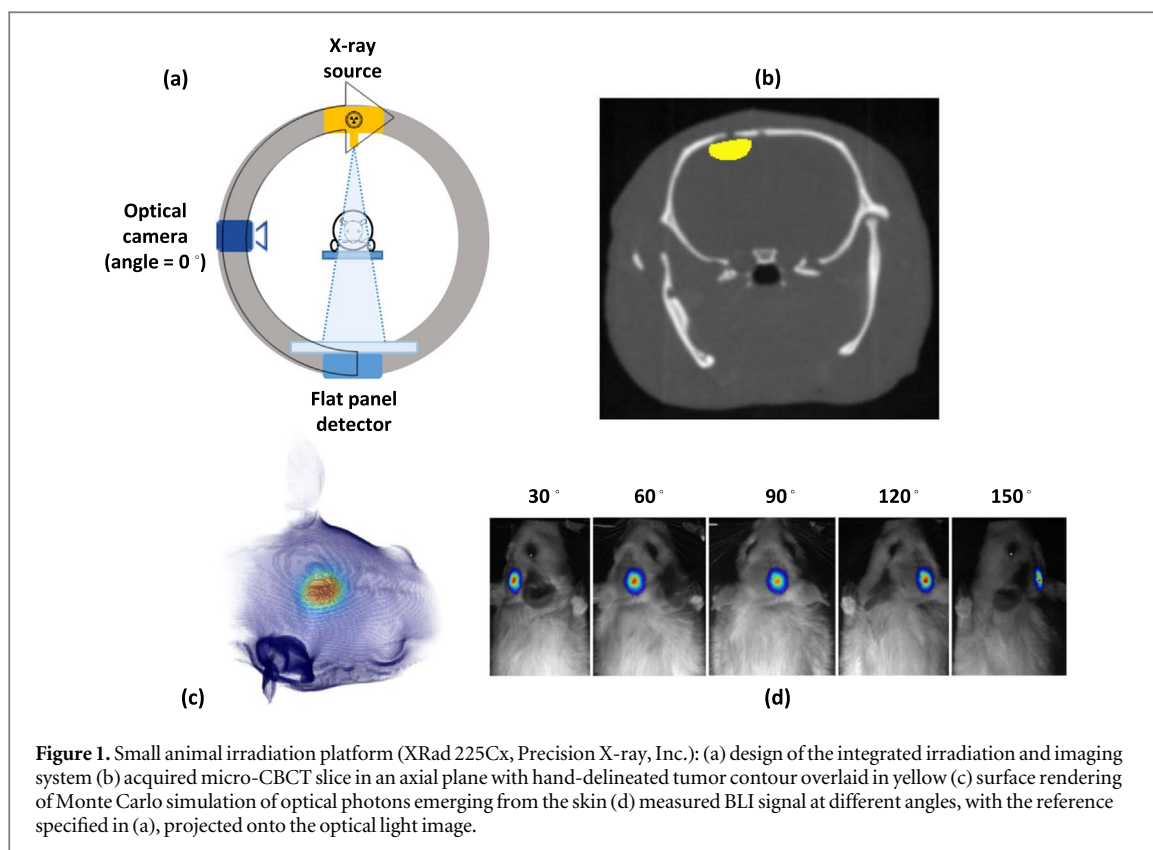 (a)
X-ray
source
(b)
Optical
camera
(angle = 0°)
Flat panel
detector
30° 60° 90° 120° 150°
(c)
(d)
Figure 1. Small animal irradiation platform (XRad 225Cx, Precision X-ray, Inc.): (a) design of the integrated irradiation and imaging
system (b) acquired micro-CBCT slice in an axial plane with hand-delineated tumor contour overlaid in yellow (c) surface rendering
of Monte Carlo simulation of optical photons emerging from the skin (d) measured BLI signal at different angles, with the reference
specified in (a), projected onto the optical light image.